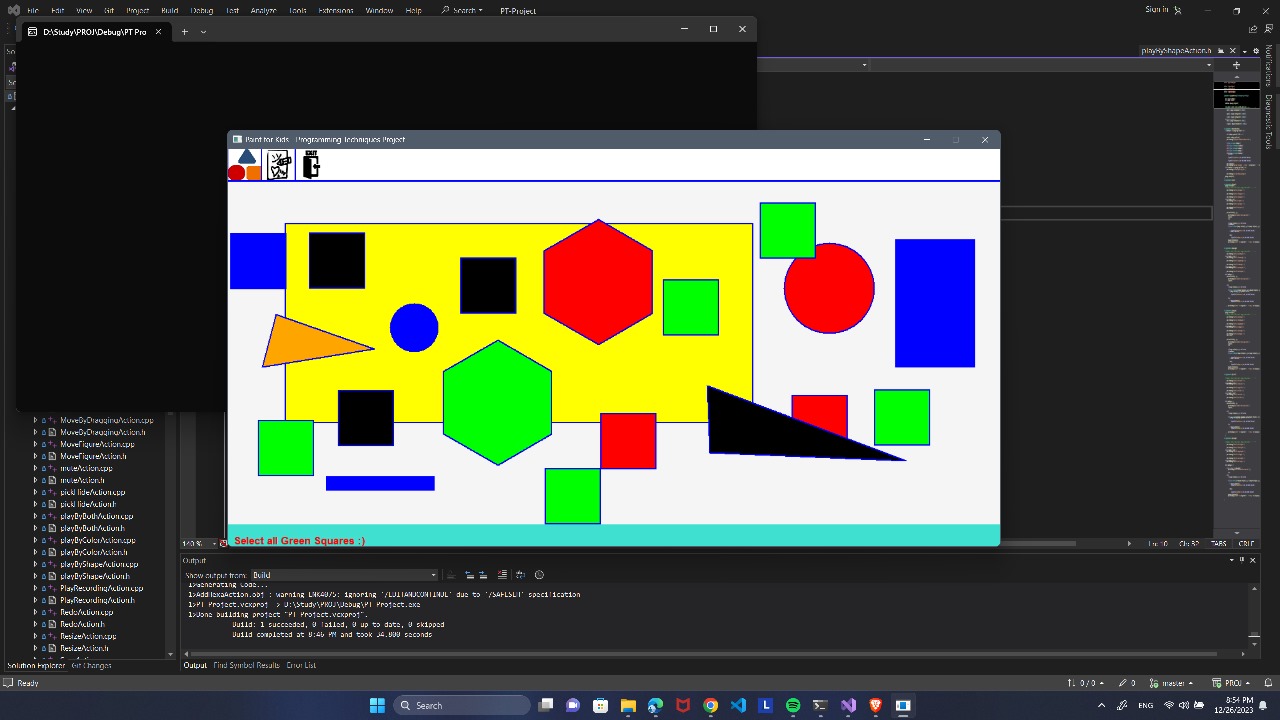 File Edit View Git Project Build Debug Test Analyze Tools Extensions Window Help Search PT-Project
Sign in
D:\Study\PROJ\Debug\PT Pro
playByShapeAction.h
Notifications
Paint for Kids - Programming Techniques Project
EXIT
MoveByDraggingAction.cpp
MoveByDraggingAction.h
MoveFigureAction.cpp
MoveFigureAction.h
muteAction.cpp
muteAction.h
pickHideAction.cpp
pickHideAction.h
playByBothAction.cpp
playByBothAction.h
playByColorAction.cpp
playByColorAction.h
playByShapeAction.cpp
playByShapeAction.h
PlayRecordingAction.cpp
PlayRecordingAction.h
RedoAction.cpp
RedoAction.h
ResizeAction.cpp
ResizeAction.h
Select all Green Squares :)
140 %
TABS CRLF
Output
Show output from: Build
1>Generating Code...
1>AddHexaAction.obj : warning LNK4075: ignoring '/EDITANDCONTINUE' due to '/SAFESEH' specification
1>PT Project.vcxproj -> D:\Study\PROJ\Debug\PT Project.exe
1>Done building project "PT Project.vcxproj".
Build: 1 succeeded, 0 failed, 0 up to date, 0 skipped
Build completed at 8:46 PM and took 34.800 seconds
Solution Explorer Git Changes
Output Find Symbol Results Error List
Ready
0 / 0 0 master PROJ
Search
ENG
8:54 PM
12/26/2023